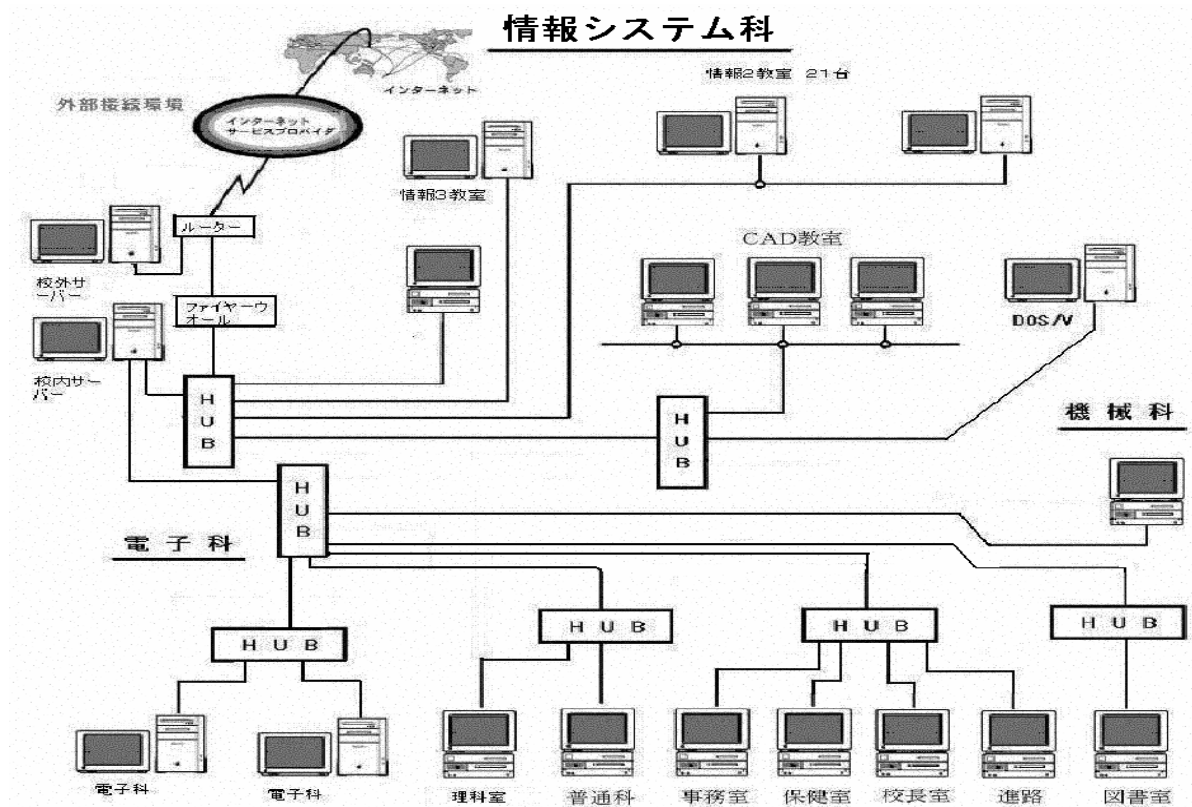 情報システム科
インターネット
外部接続環境
インターネット
サービスプロバイダ
情報2教室 21台
情報3教室
ルーター
校外サ
ーバー
CAD教室
ファイヤーウ
オール
DOS/V
校内サー
バー
HUB
HUB
機械科
HUB
電子科
HUB
HUB
HUB
HUB
電子科
電子科
理科室
普通科
事務室
保健室
校長室
進路
図書室